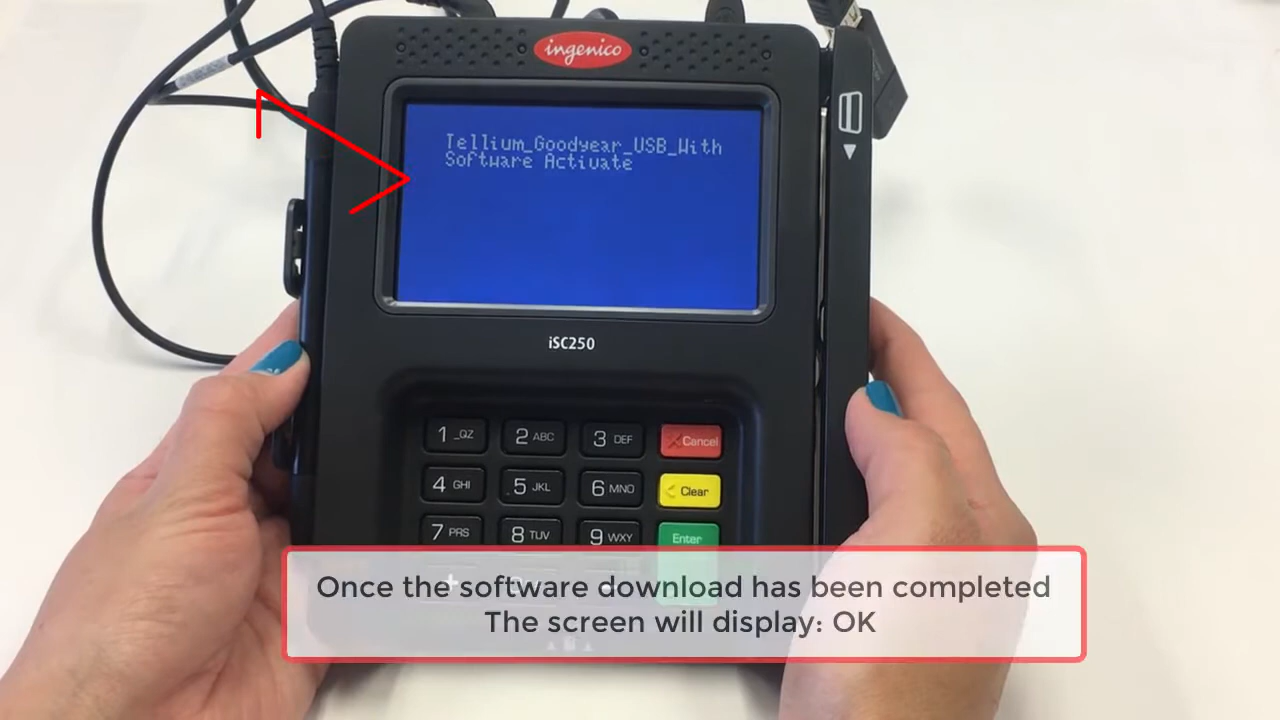 ingenico
Tellium_Goodyear_USB_With
Software Activate
iSC250
1 _QZ 2 ABC 3 DEF Cancel
4 GHI 5 JKL 6 MNO < Clear
7 PRS 8 TUV 9 WXY Enter
Once the software download has been completed
The screen will display: OK